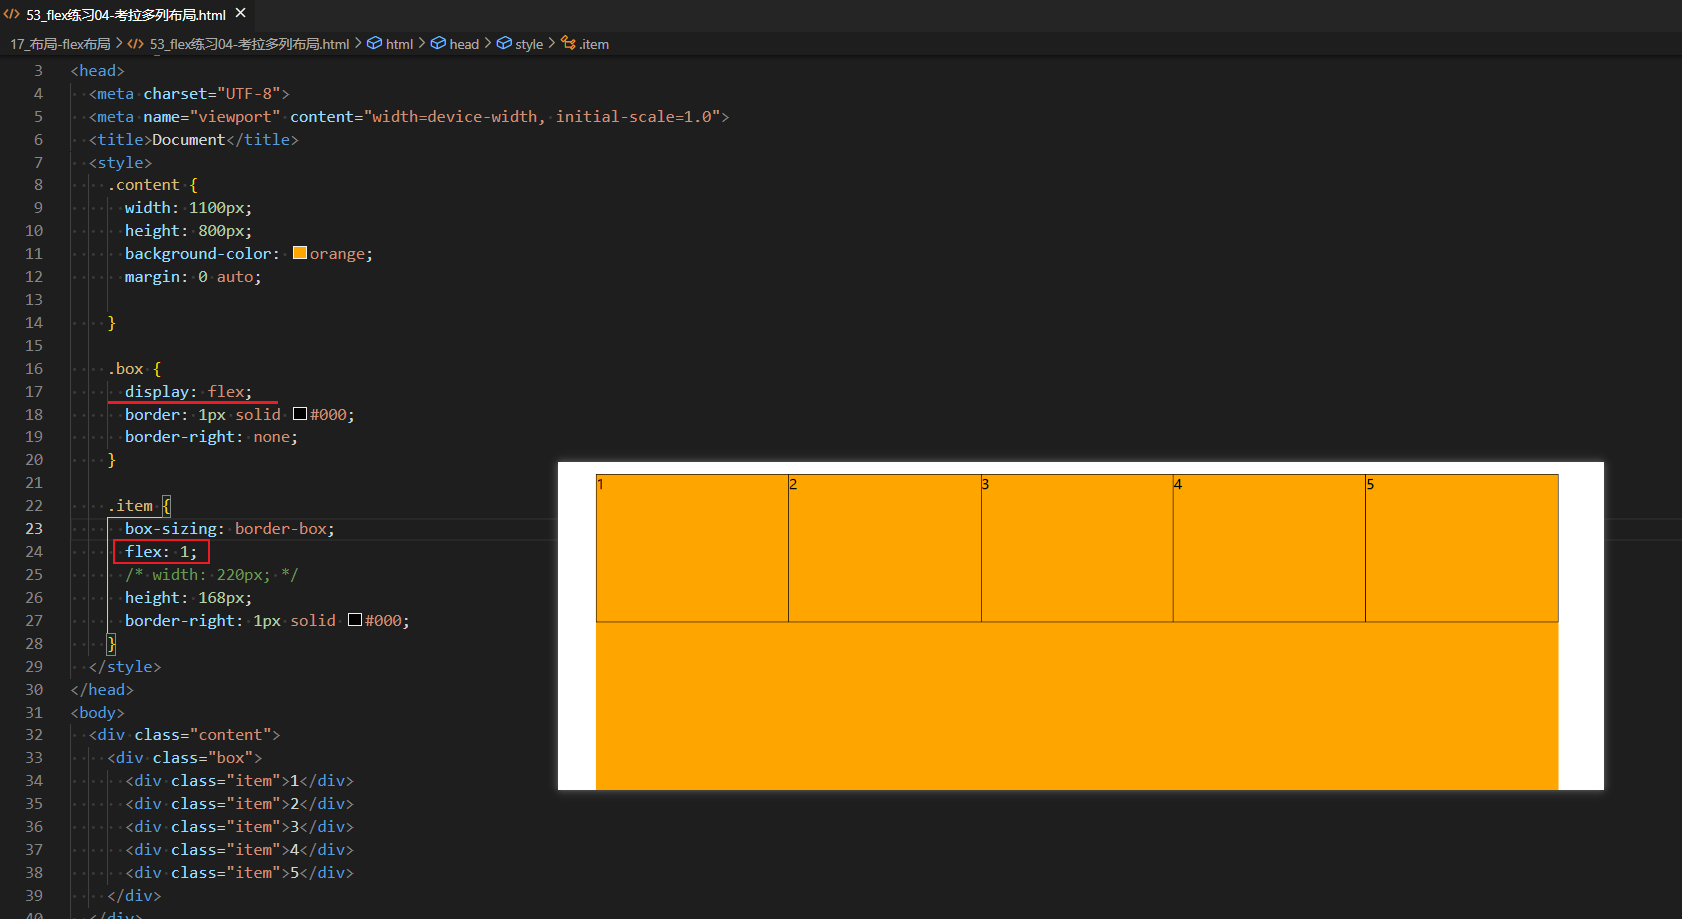 53_flex练习04-考拉多列布局.html
17_布局-flex布局 > 53_flex练习04-考拉多列布局.html > html > head > style > .item
3 <head>
4 <meta charset="UTF-8">
5 <meta name="viewport" content="width=device-width, initial-scale=1.0">
6 <title>Document</title>
7 <style>
8 .content {
9 width: 1100px;
10 height: 800px;
11 background-color: orange;
12 margin: 0 auto;
13
14 }
15
16 .box {
17 display: flex;
18 border: 1px solid #000;
19 border-right: none;
20 }
21
22 .item {
23 box-sizing: border-box;
24 flex: 1;
25 /* width: 220px; */
26 height: 168px;
27 border-right: 1px solid #000;
28 }
29 </style>
30 </head>
31 <body>
32 <div class="content">
33 <div class="box">
34 <div class="item">1</div>
35 <div class="item">2</div>
36 <div class="item">3</div>
37 <div class="item">4</div>
38 <div class="item">5</div>
39 </div>
40 </div>
1 2 3 4 5